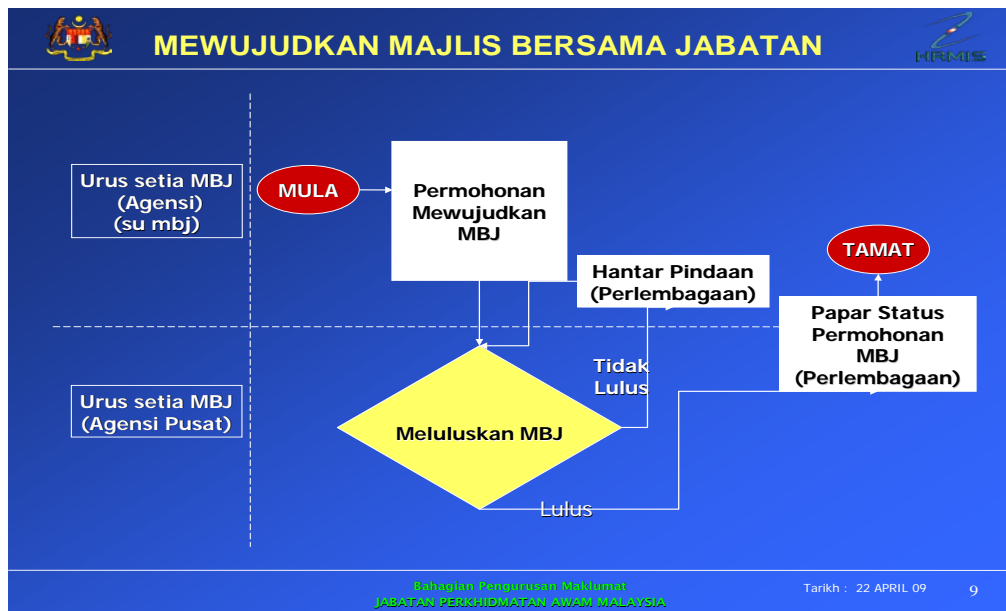 MEWUJUDKAN MAJLIS BERSAMA JABATAN
HRMIS
Urus setia MBJ
(Agensi)
(su mbj)
MULA
Permohonan
Mewujudkan
MBJ
Hantar Pindaan
(Perlembagaan)
TAMAT
Papar Status
Permohonan
MBJ
(Perlembagaan)
Urus setia MBJ
(Agensi Pusat)
Meluluskan MBJ
Tidak
Lulus
Lulus
Bahagian Pengurusan Maklumat
JABATAN PERKHIDMATAN AWAM MALAYSIA
Tarikh : 22 APRIL 09
9